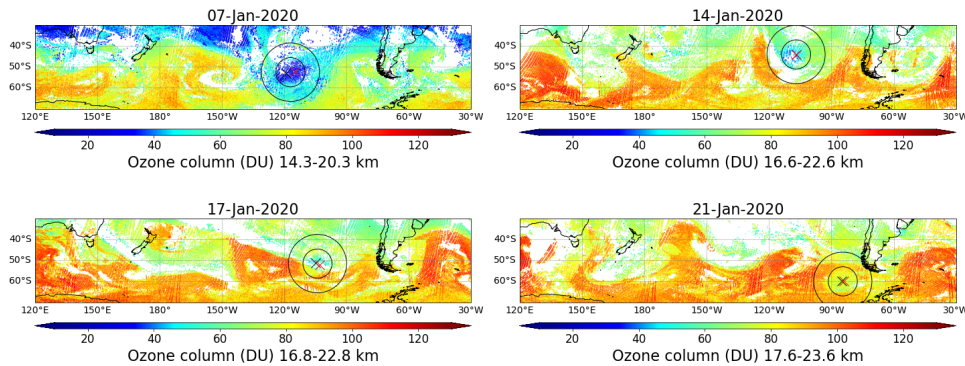 07-Jan-2020
14-Jan-2020
40°S
50°S
60°S
120°E 150°E 180° 150°W 120°W 90°W 60°W 30°W
40°S
50°S
60°S
120°E 150°E 180° 150°W 120°W 90°W 60°W 30°W
20 40 60 80 100 120
Ozone column (DU) 14.3-20.3 km
20 40 60 80 100 120
Ozone column (DU) 16.6-22.6 km
17-Jan-2020
21-Jan-2020
40°S
50°S
60°S
120°E 150°E 180° 150°W 120°W 90°W 60°W 30°W
40°S
50°S
60°S
120°E 150°E 180° 150°W 120°W 90°W 60°W 30°W
20 40 60 80 100 120
Ozone column (DU) 16.8-22.8 km
20 40 60 80 100 120
Ozone column (DU) 17.6-23.6 km